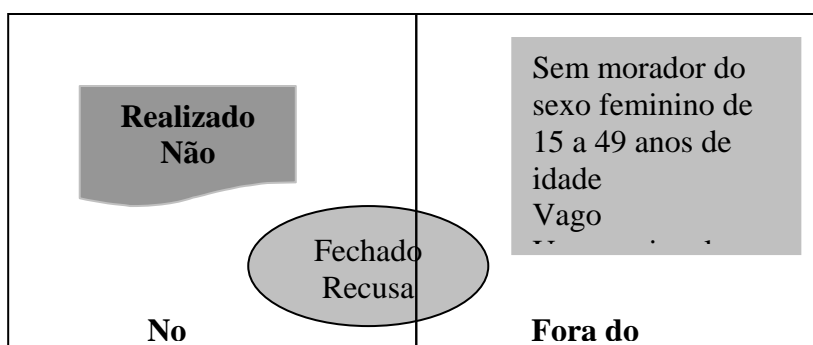 Realizado
Não
Sem morador do
sexo feminino de
15 a 49 anos de
idade
Vago
Fechado
Recusa
No
Fora do